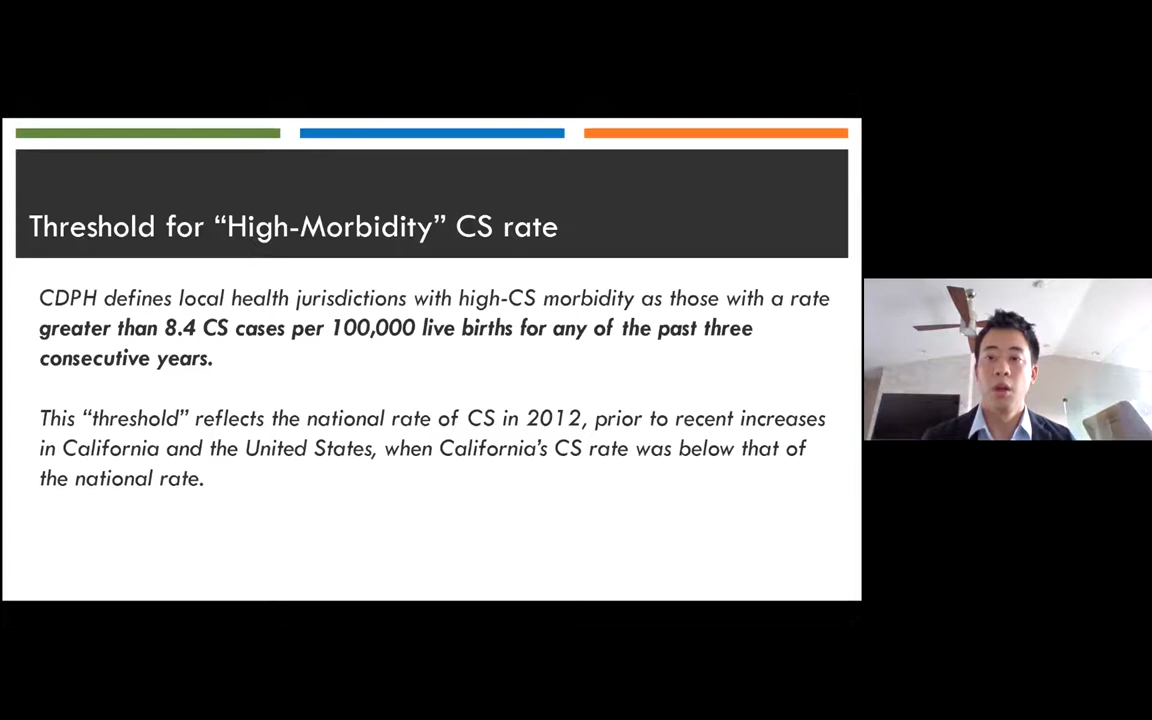 Threshold for “High-Morbidity” CS rate
CDPH defines local health jurisdictions with high-CS morbidity as those with a rate
greater than 8.4 CS cases per 100,000 live births for any of the past three
consecutive years.
This “threshold” reflects the national rate of CS in 2012, prior to recent increases
in California and the United States, when California’s CS rate was below that of
the national rate.